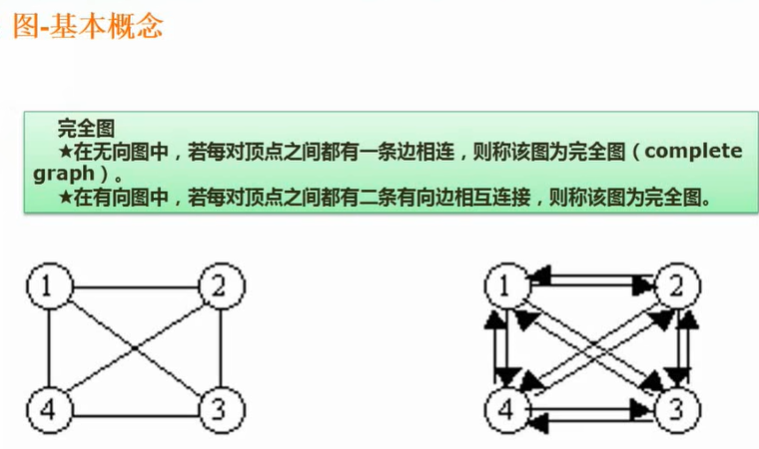 图-基本概念
完全图
★在无向图中，若每对顶点之间都有一条边相连，则称该图为完全图（complete
graph）。
★在有向图中，若每对顶点之间都有二条有向边相互连接，则称该图为完全图。
1 2 1 2
4 3 4 3